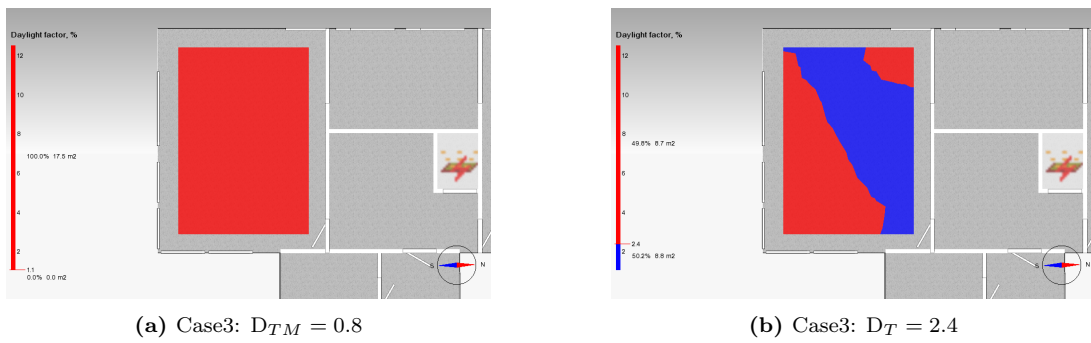 Daylight factor, %
12
10
8
100.0% 17.5 m2
6
4
2
1.1
0.0% 0.0 m2
S
N
(a) Case3: D_TM = 0.8
Daylight factor, %
12
10
8
49.8% 8.7 m2
6
4
2.4
2
50.2% 8.8 m2
S
N
(b) Case3: D_T = 2.4